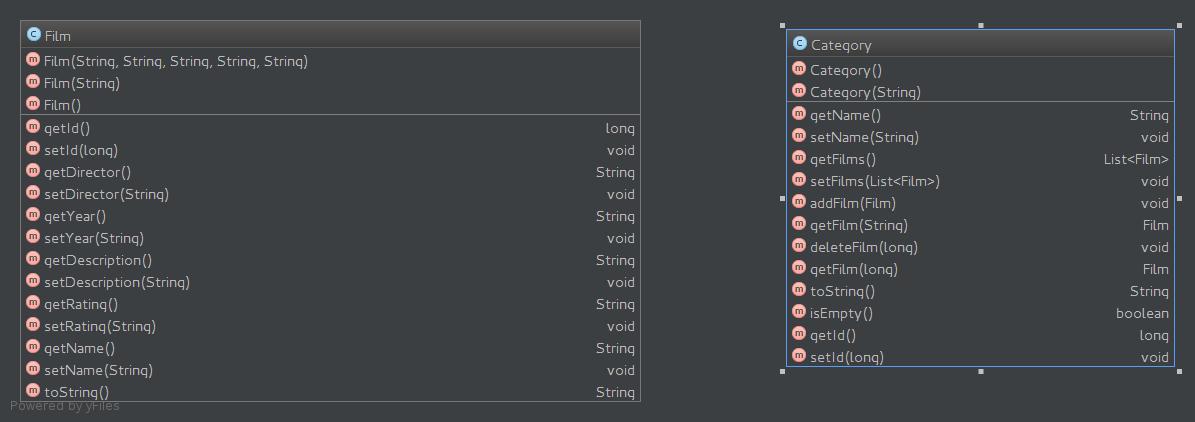 Film
Film(String, String, String, String, String)
Film(String)
Film()
getId() long
setId(long) void
getDirector() String
setDirector(String) void
getYear() String
setYear(String) void
getDescription() String
setDescription(String) void
getRating() String
setRating(String) void
getName() String
setName(String) void
toString() String
Powered by yFiles
Category
Category()
Category(String)
getName() String
setName(String) void
getFilms() List<Film>
setFilms(List<Film>) void
addFilm(Film) void
getFilm(String) Film
deleteFilm(long) void
getFilm(long) Film
toString() String
isEmpty() boolean
getId() long
setId(long) void